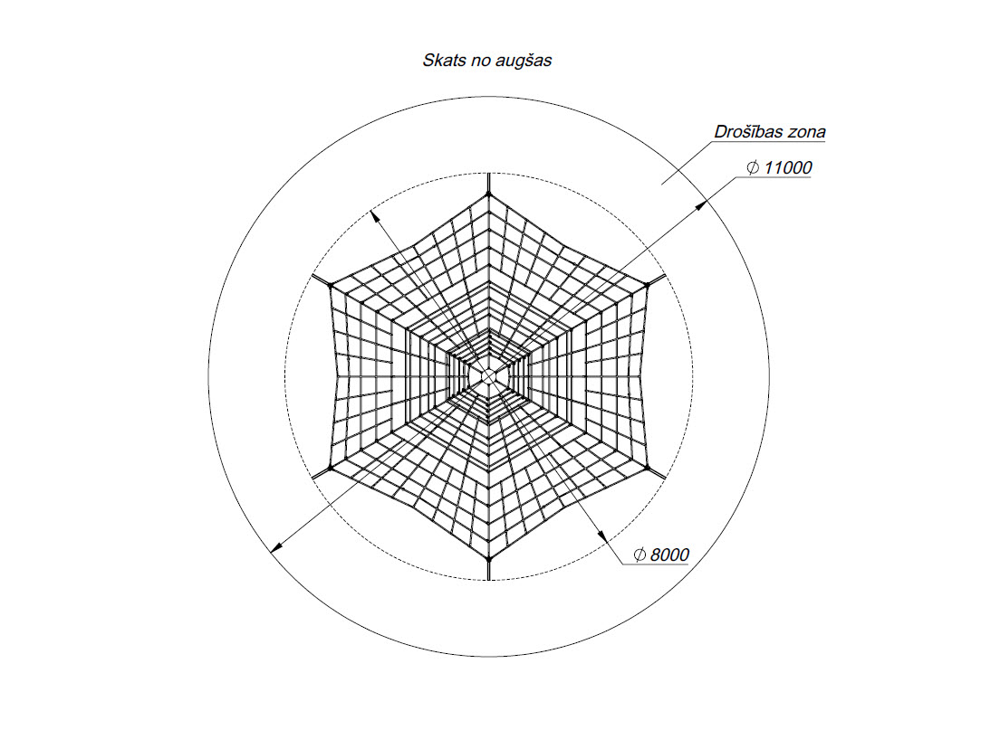 Skats no augšas
Drošības zona
∅ 11000
∅ 8000